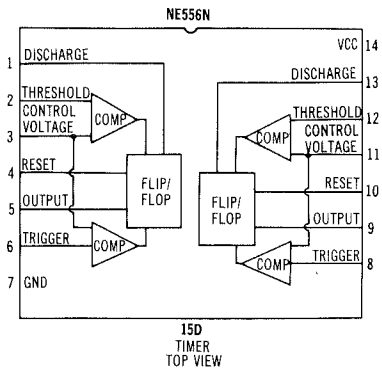 NE556N
VCC 14
DISCHARGE
1
DISCHARGE
13
2 THRESHOLD
COMP
CONTROL
VOLTAGE
3
THRESHOLD
12
COMP
CONTROL
VOLTAGE
11
4 RESET
FLIP/
FLOP
RESET
10
FLIP/
FLOP
5 OUTPUT
OUTPUT
9
6 TRIGGER
COMP
COMP
TRIGGER
8
7 GND
15D
TIMER
TOP VIEW